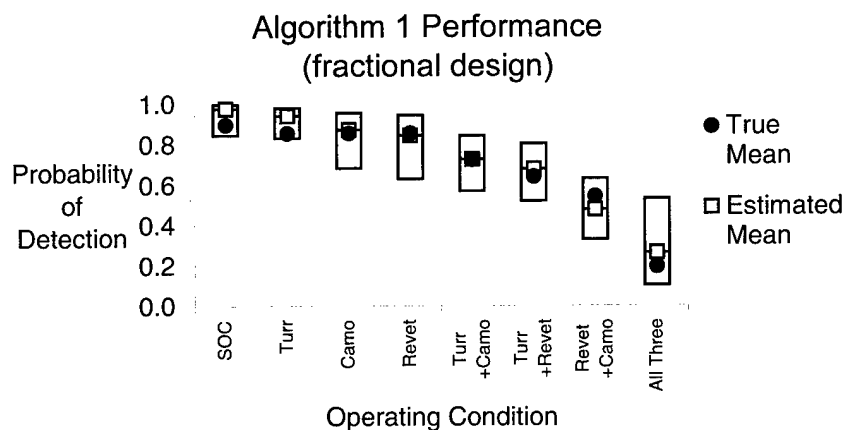 Algorithm 1 Performance
(fractional design)
1.0
0.8
0.6
0.4
0.2
0.0
Probability
of
Detection
True
Mean
Estimated
Mean
SOC
Turr
Camo
Revet
Turr
+Camo
Turr
+Revet
Revet
+Camo
All Three
Operating Condition